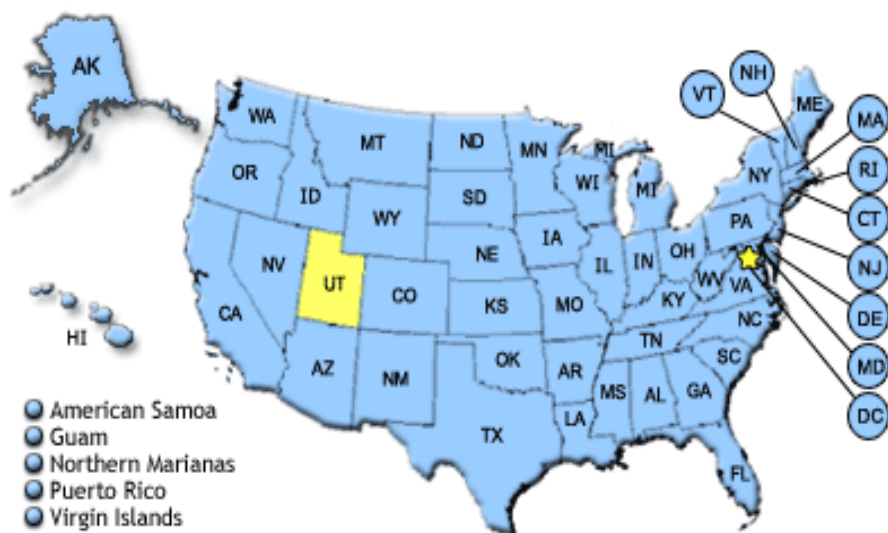 AK
VT
NH
ME
WA
MT
ND
MN
MI
MA
OR
ID
SD
WI
MI
NY
RI
WY
CT
PA
NV
UT
NE
IA
IL
IN
OH
NJ
CA
CO
KS
MO
KY
WV
VA
DE
HI
AZ
NM
OK
AR
TN
NC
MD
SC
MS
AL
GA
DC
TX
LA
FL
American Samoa
Guam
Northern Marianas
Puerto Rico
Virgin Islands